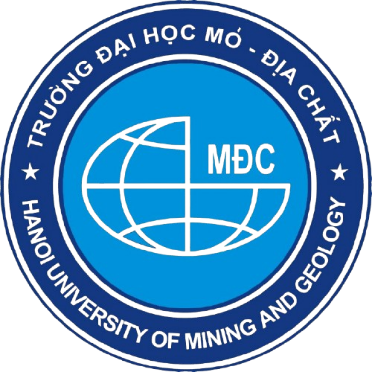 TRƯỜNG ĐẠI HỌC MỎ - ĐỊA CHẤT
MĐC
HANOI UNIVERSITY OF MINING AND GEOLOGY